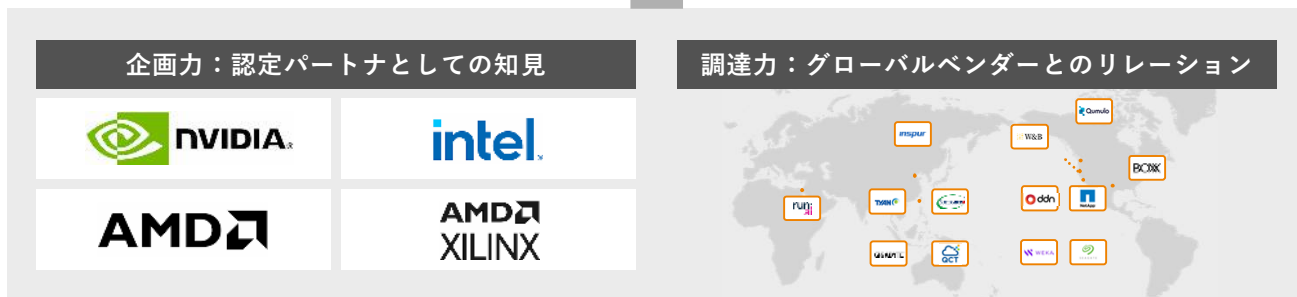 企画力：認定パートナとしての知見
調達力：グローバルベンダーとのリレーション
NVIDIA
intel
AMD
AMD
XILINX
Qumulo
inspur
W&B
BOXX
run:
ai
TYAN
ddn
NetApp
QCT
WEKA